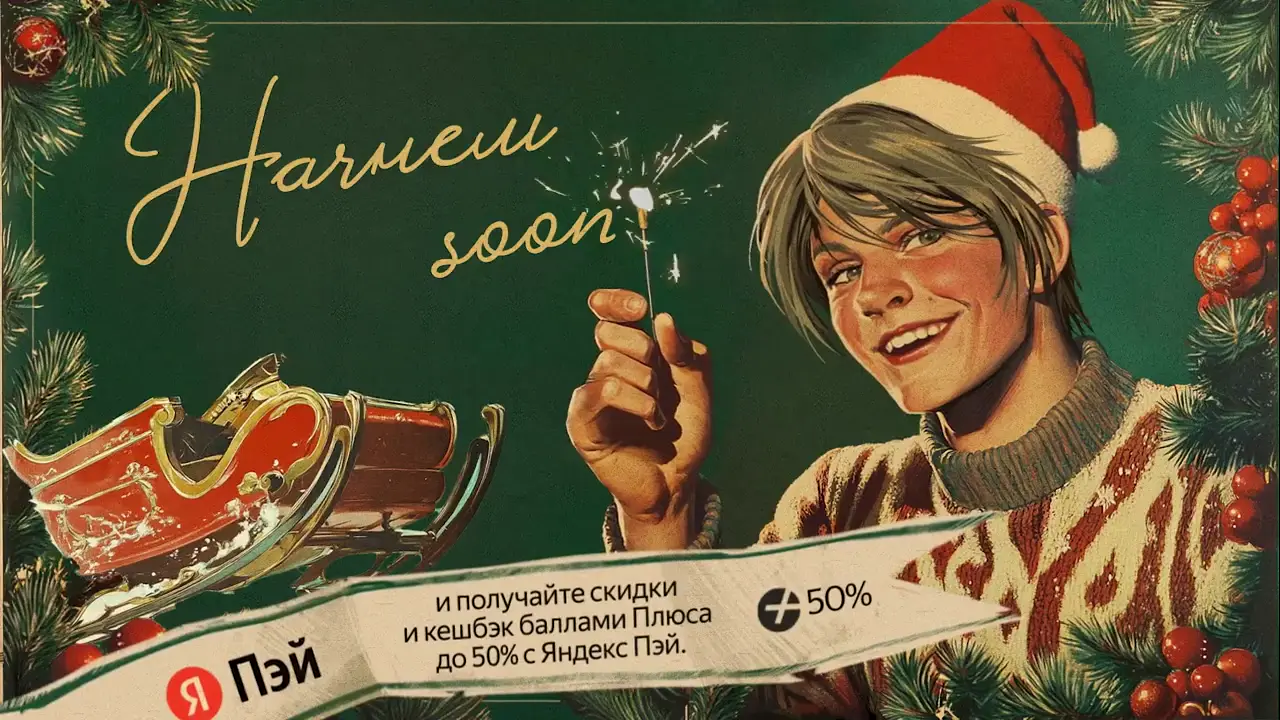 Начнем
soon
Я Пэй
и получайте скидки
и кешбэк баллами Плюса
до 50% с Яндекс Пэй.
50%